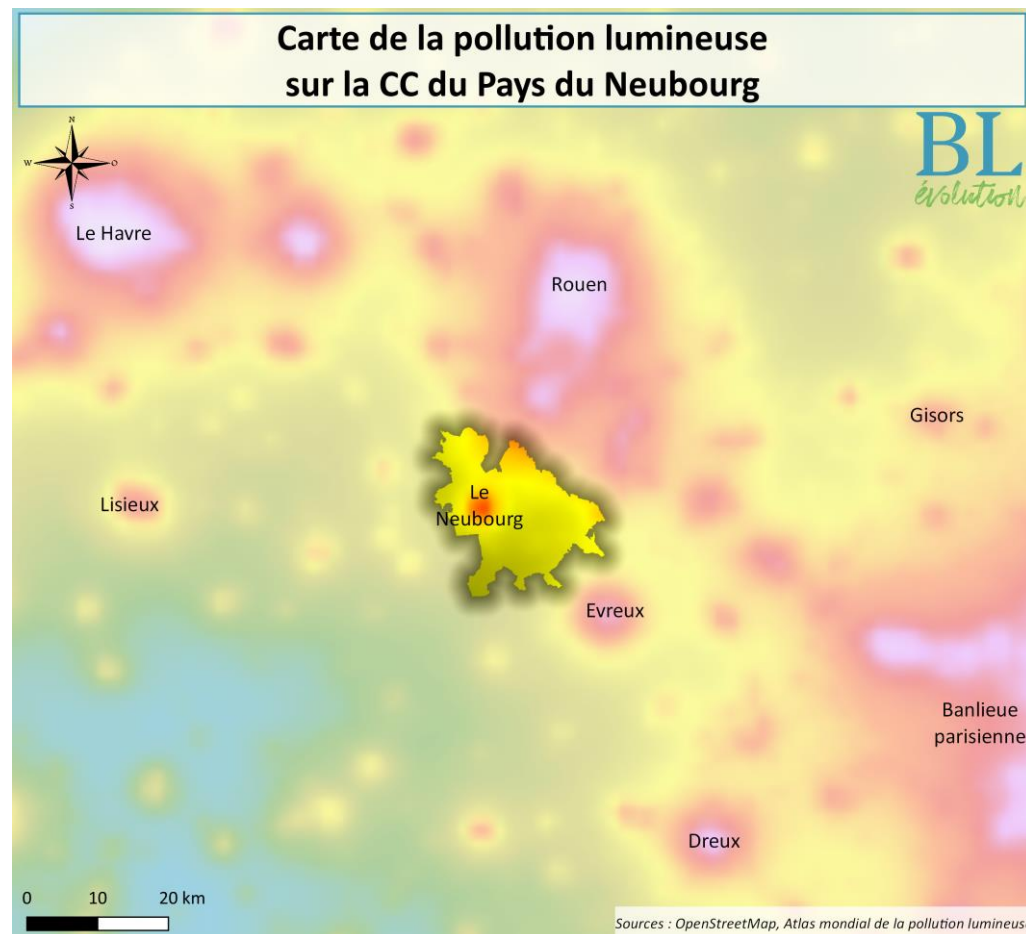 Carte de la pollution lumineuse
sur la CC du Pays du Neubourg
N
W
O
S
BL
évolution
Le Havre
Rouen
Gisors
Lisieux
Le
Neubourg
Evreux
Banlieue
parisienne
Dreux
0 10 20 km
Sources : OpenStreetMap, Atlas mondial de la pollution lumineus